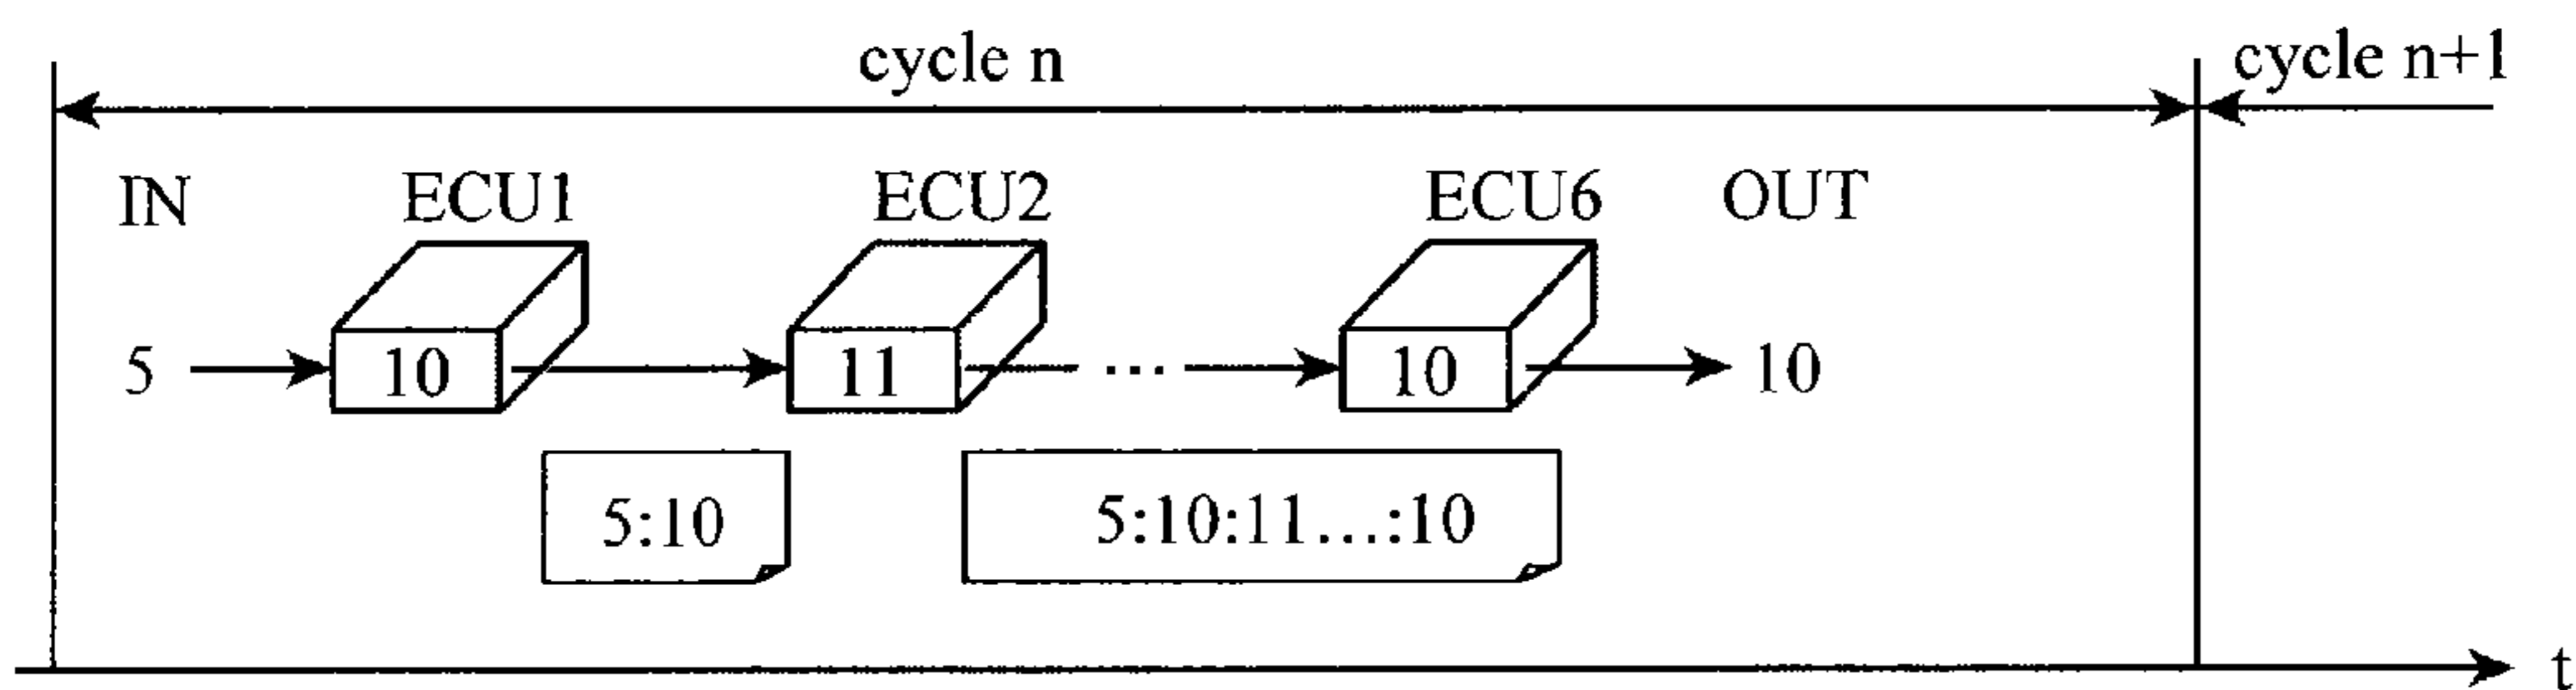 cycle n cycle n+1
IN ECU1 ECU2 ECU6 OUT
5 10 11 ... 10 10
5:10 5:10:11...:10
t